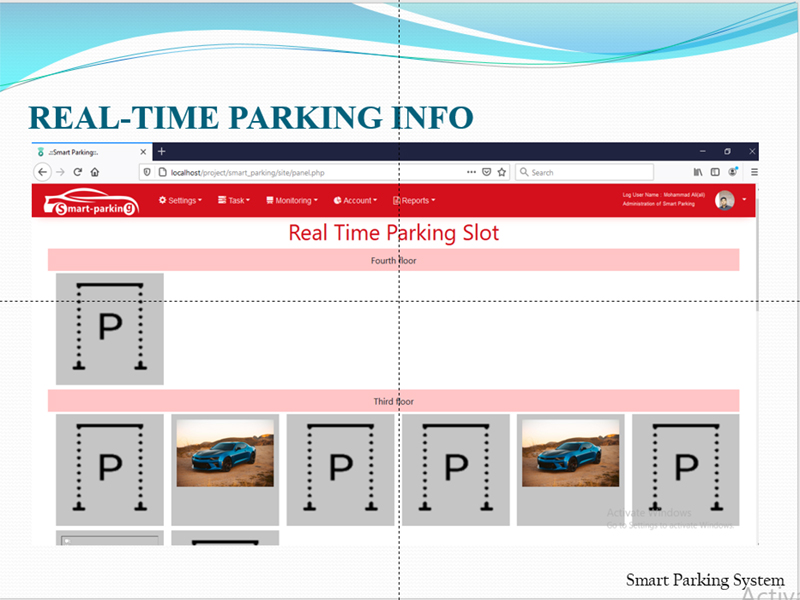 REAL-TIME PARKING INFO
.::Smart Parking::.
localhost/project/smart_parking/site/panel.php
Search
Smart-parking
Settings
Task
Monitoring
Account
Reports
Log User Name : Mohammad Ali(ali)
Administration of Smart Parking
Real Time Parking Slot
Fourth floor
P
Third floor
P
P
P
P
Activate Windows
Go to Settings to activate Windows.
Smart Parking System
Activa